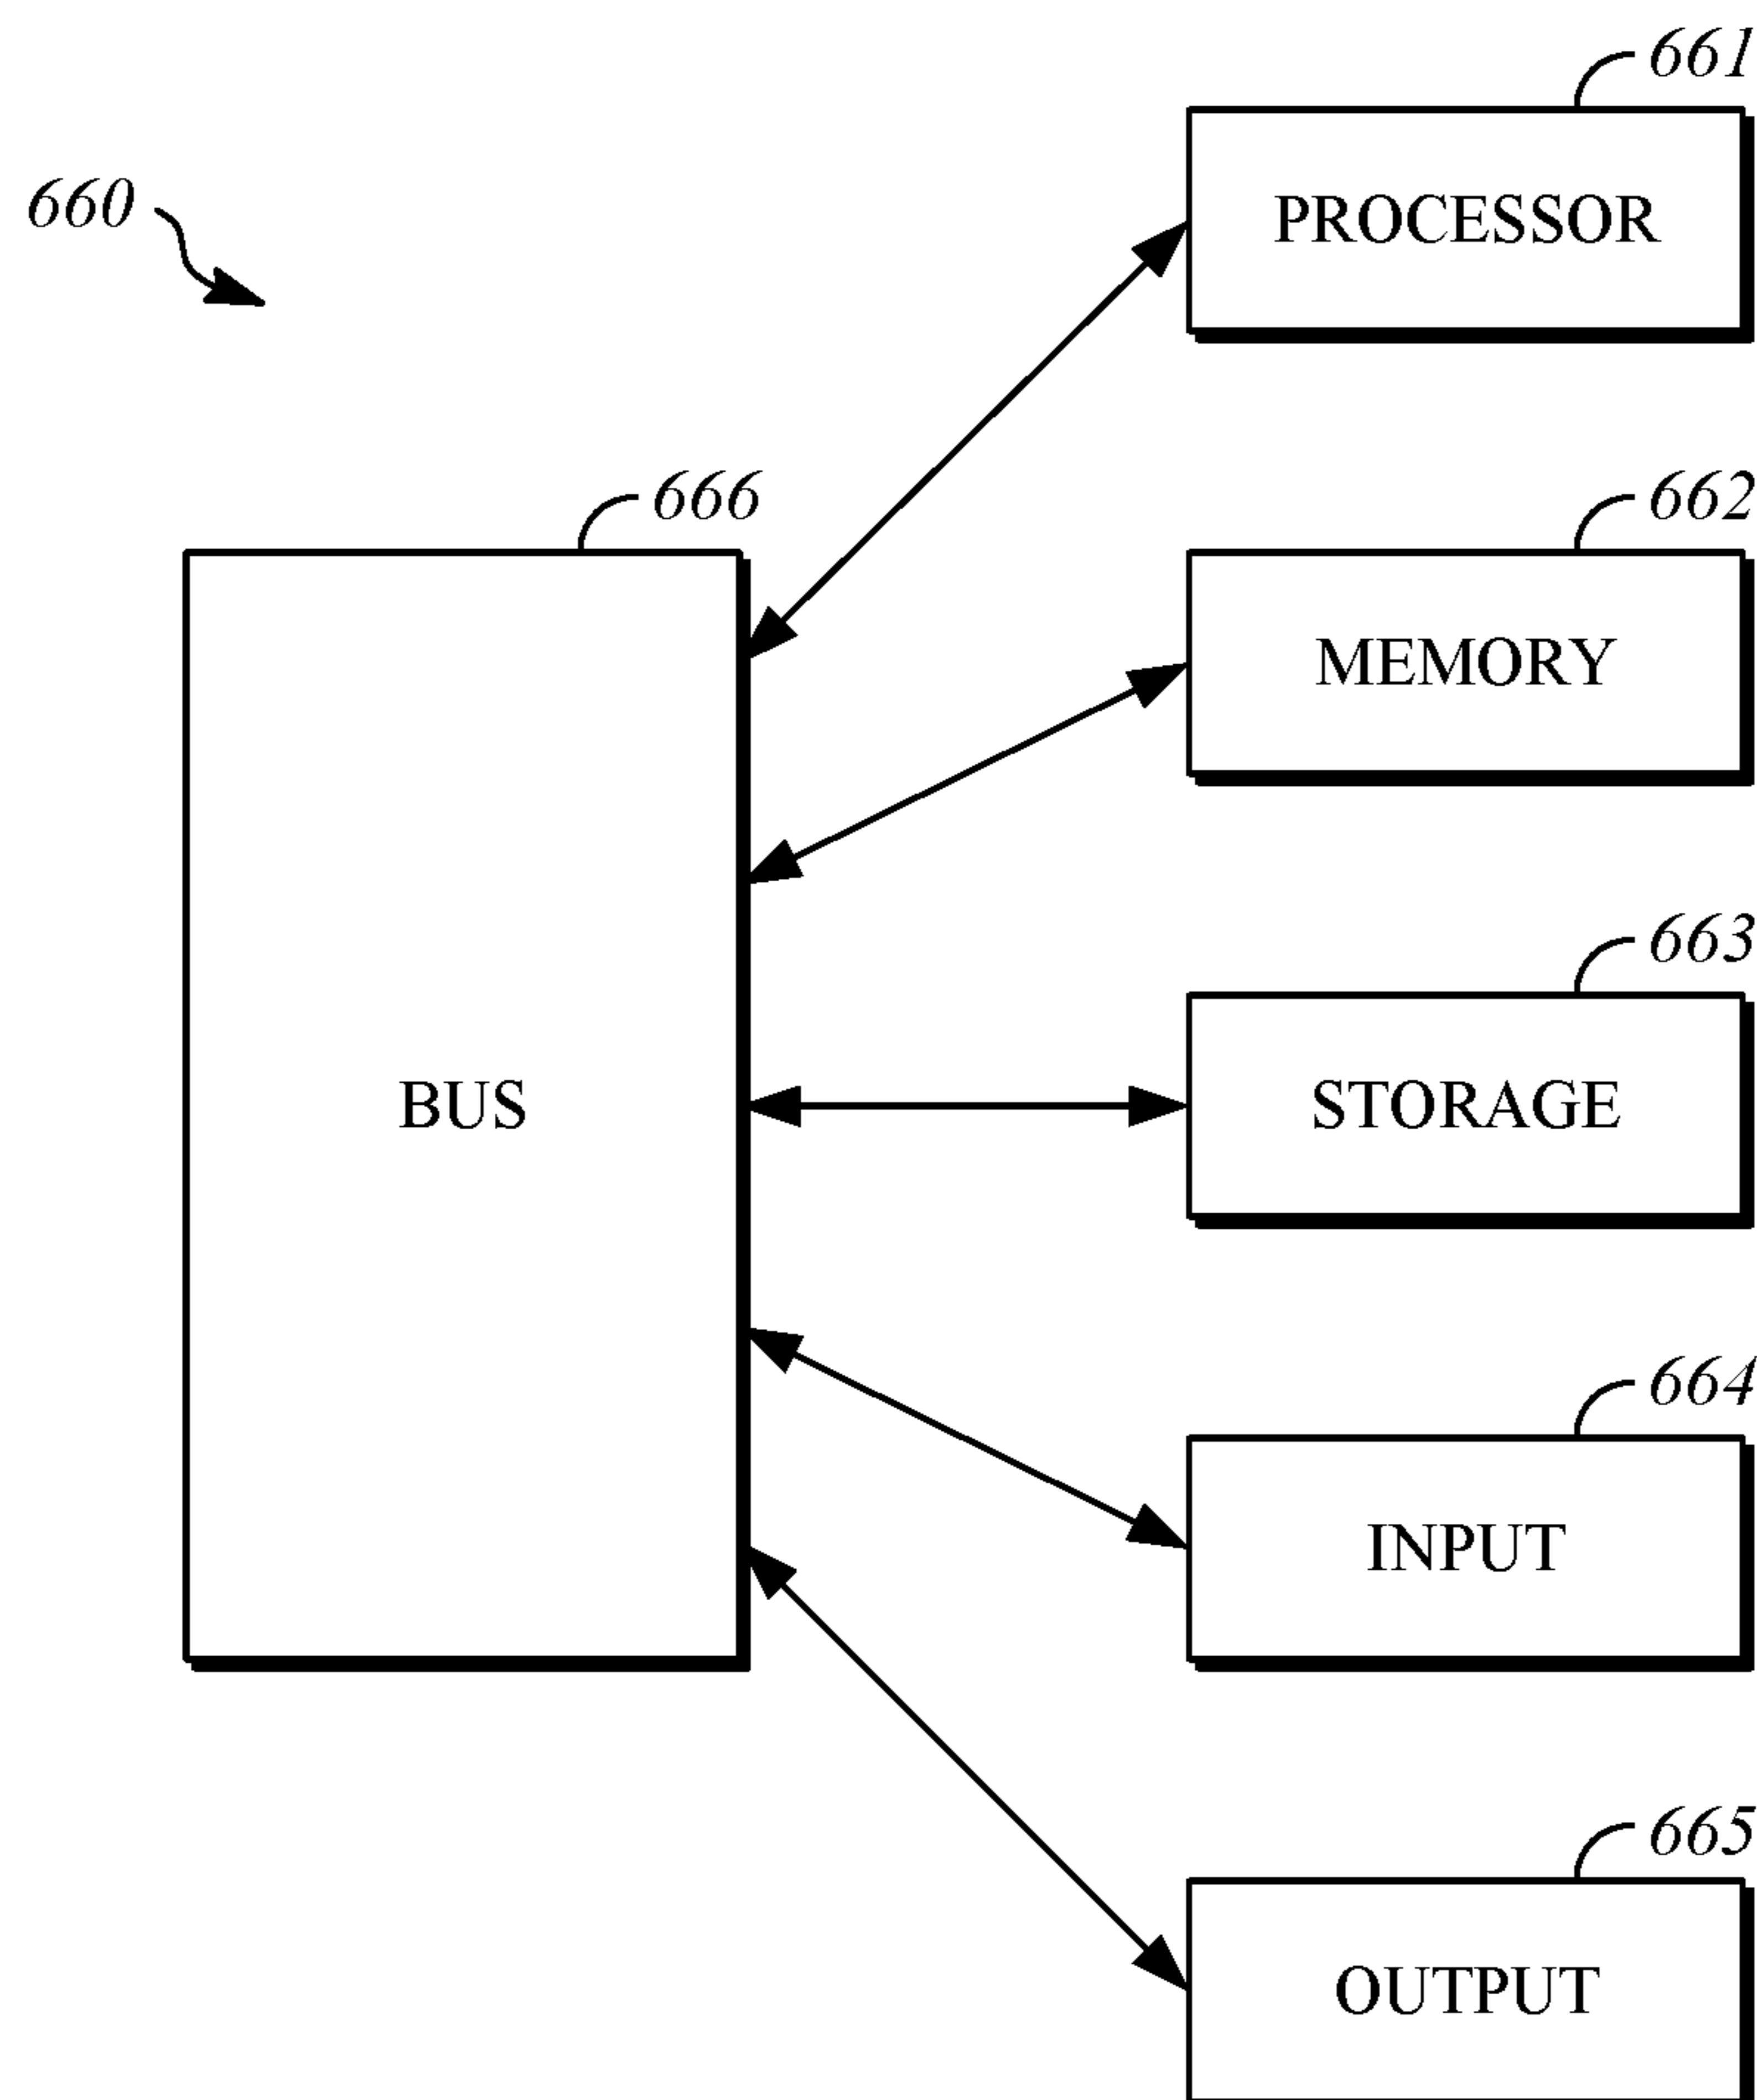 661
660
PROCESSOR
666
662
MEMORY
663
BUS
STORAGE
664
INPUT
665
OUTPUT